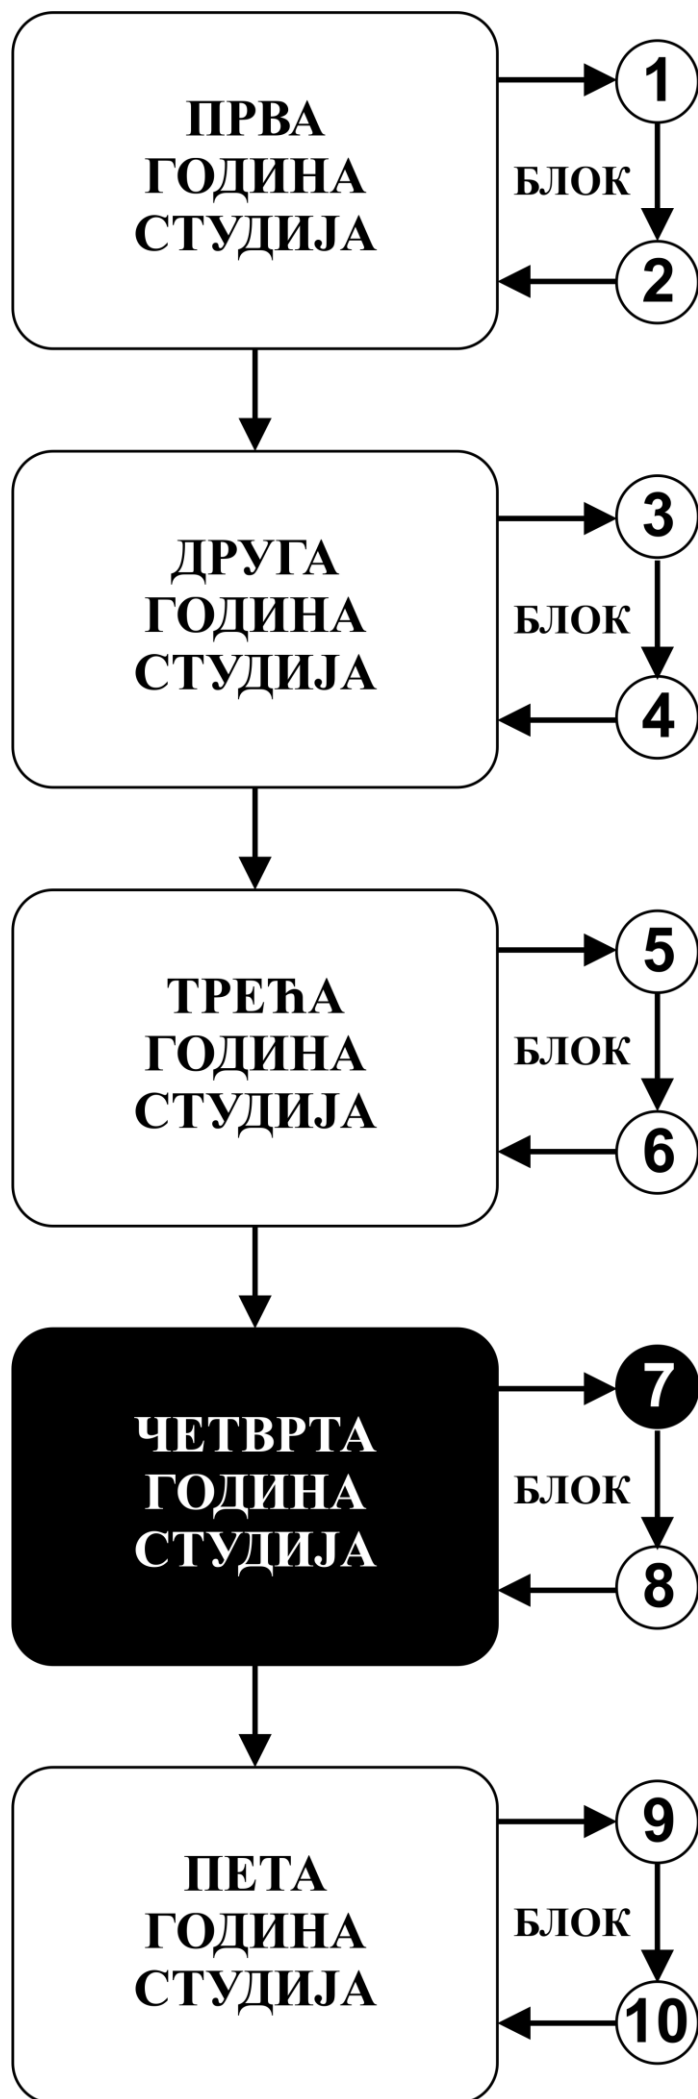 ПРВА
ГОДИНА
СТУДИЈА
1
БЛОК
2
ДРУГА
ГОДИНА
СТУДИЈА
3
БЛОК
4
ТРЕЋА
ГОДИНА
СТУДИЈА
5
БЛОК
6
ЧЕТВРТА
ГОДИНА
СТУДИЈА
7
БЛОК
8
ПЕТА
ГОДИНА
СТУДИЈА
9
БЛОК
10